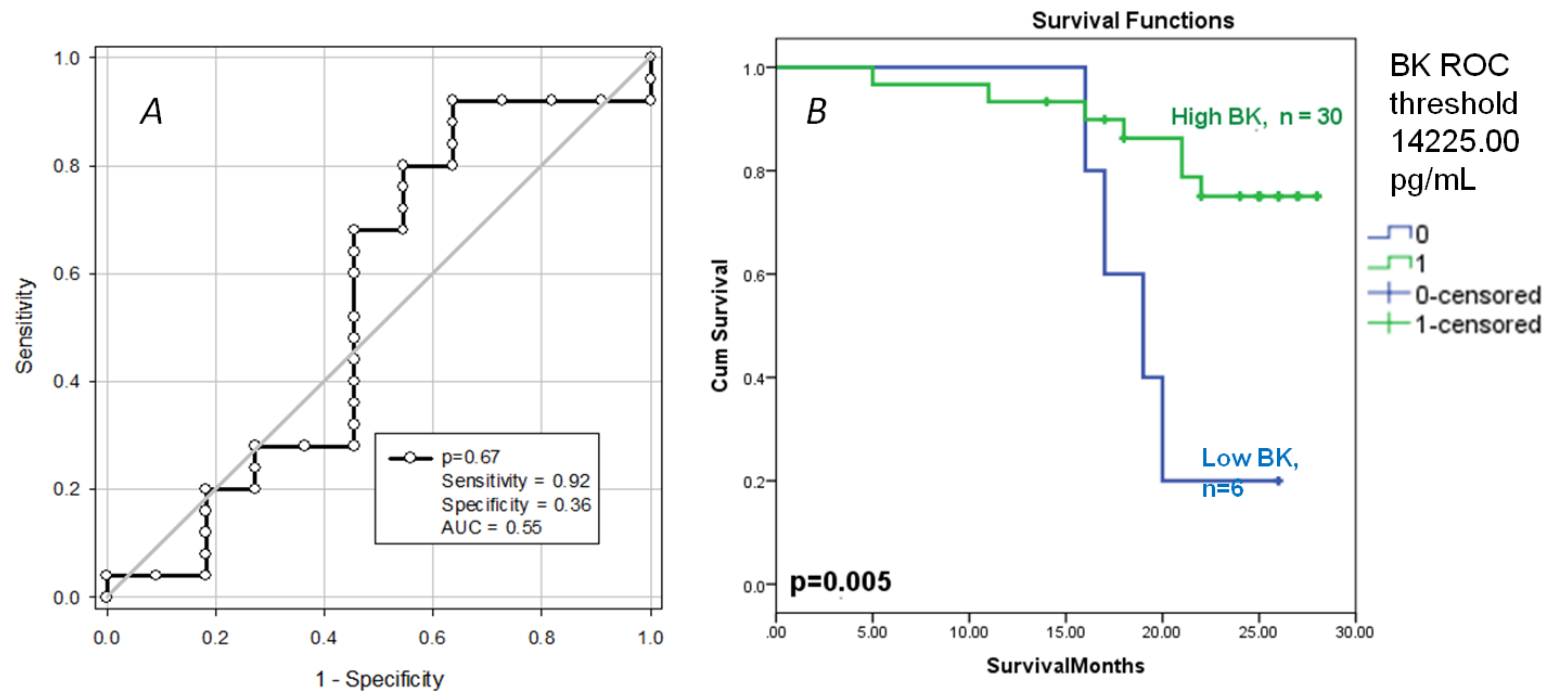 A
1.0
0.8
0.6
0.4
0.2
0.0
Sensitivity
p=0.67
Sensitivity = 0.92
Specificity = 0.36
AUC = 0.55
0.0 0.2 0.4 0.6 0.8 1.0
1 - Specificity
Survival Functions
B
1.0
0.8
0.6
0.4
0.2
0.0
Cum Survival
High BK, n = 30
Low BK,
n=6
p=0.005
.00 5.00 10.00 15.00 20.00 25.00 30.00
SurvivalMonths
BK ROC
threshold
14225.00
pg/mL
0
1
0-censored
1-censored